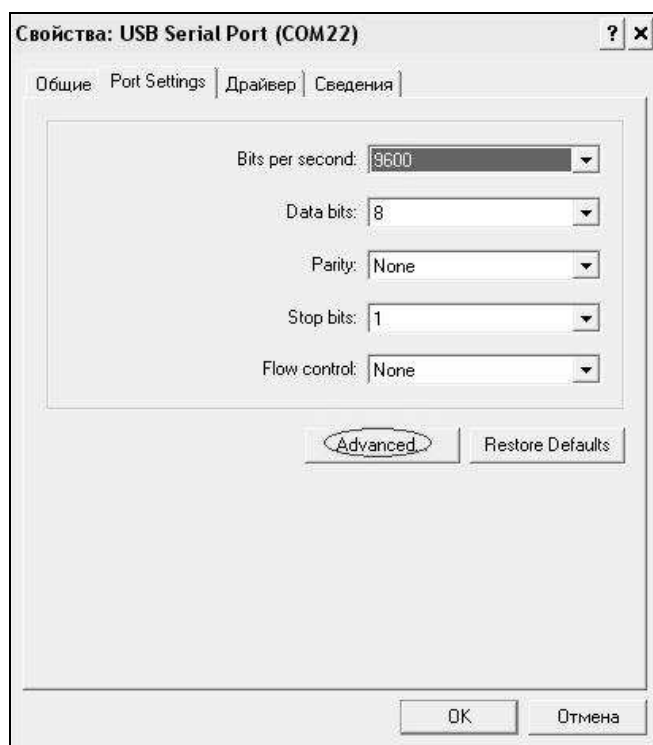 Свойства: USB Serial Port (COM22)
Общие Port Settings Драйвер Сведения
Bits per second: 9600
Data bits: 8
Parity: None
Stop bits: 1
Flow control: None
Advanced. Restore Defaults
OK Отмена